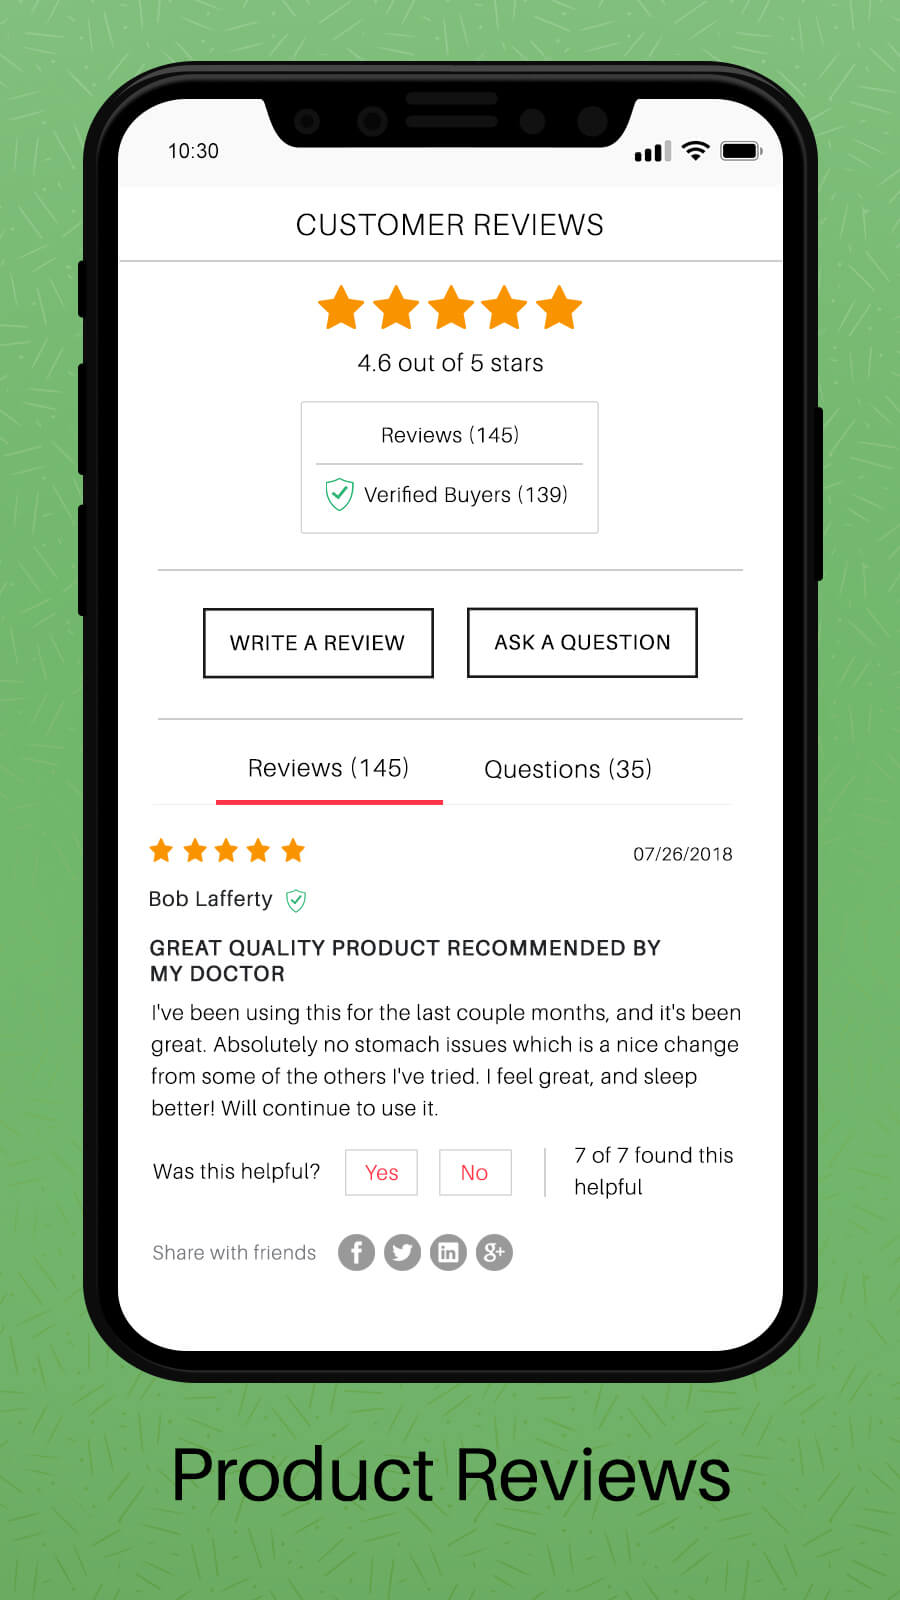 10:30
CUSTOMER REVIEWS
4.6 out of 5 stars
Reviews (145)
Verified Buyers (139)
WRITE A REVIEW
ASK A QUESTION
Reviews (145)
Questions (35)
07/26/2018
Bob Lafferty
GREAT QUALITY PRODUCT RECOMMENDED BY
MY DOCTOR
I've been using this for the last couple months, and it's been
great. Absolutely no stomach issues which is a nice change
from some of the others I've tried. I feel great, and sleep
better! Will continue to use it.
Was this helpful?
Yes
No
7 of 7 found this
helpful
Share with friends
f
in
g+
Product Reviews